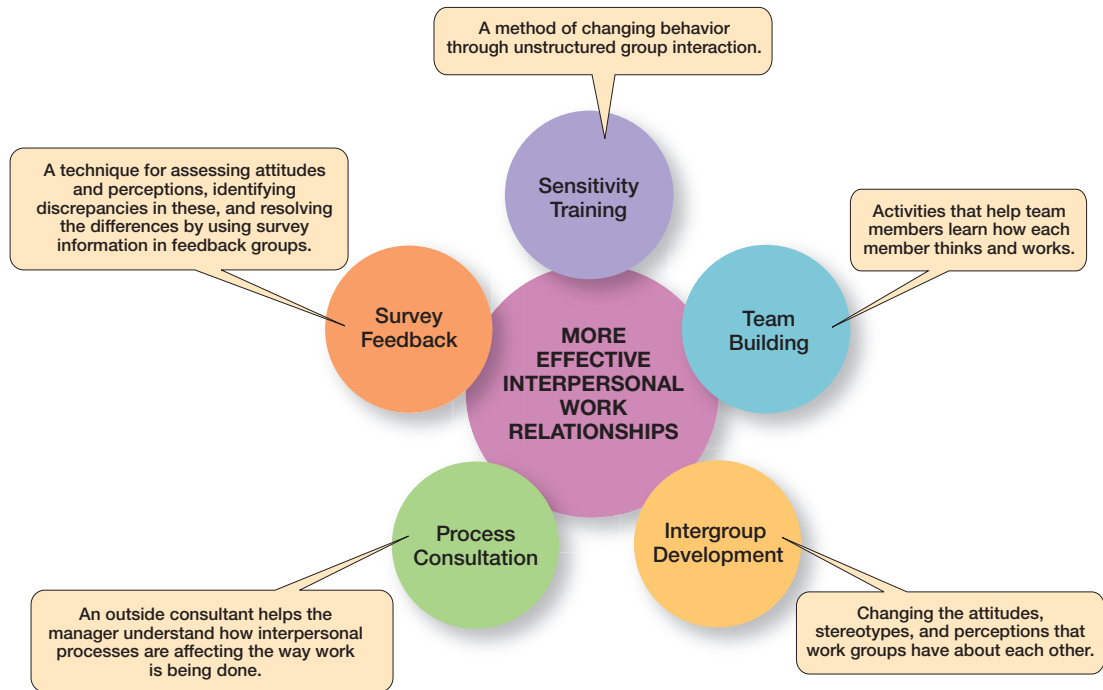 A method of changing behavior
through unstructured group interaction.
Sensitivity
Training
A technique for assessing attitudes
and perceptions, identifying
discrepancies in these, and resolving
the differences by using survey
information in feedback groups.
Survey
Feedback
Activities that help team
members learn how each
member thinks and works.
Team
Building
MORE
EFFECTIVE
INTERPERSONAL
WORK
RELATIONSHIPS
Process
Consultation
An outside consultant helps the
manager understand how interpersonal
processes are affecting the way work
is being done.
Intergroup
Development
Changing the attitudes,
stereotypes, and perceptions that
work groups have about each other.